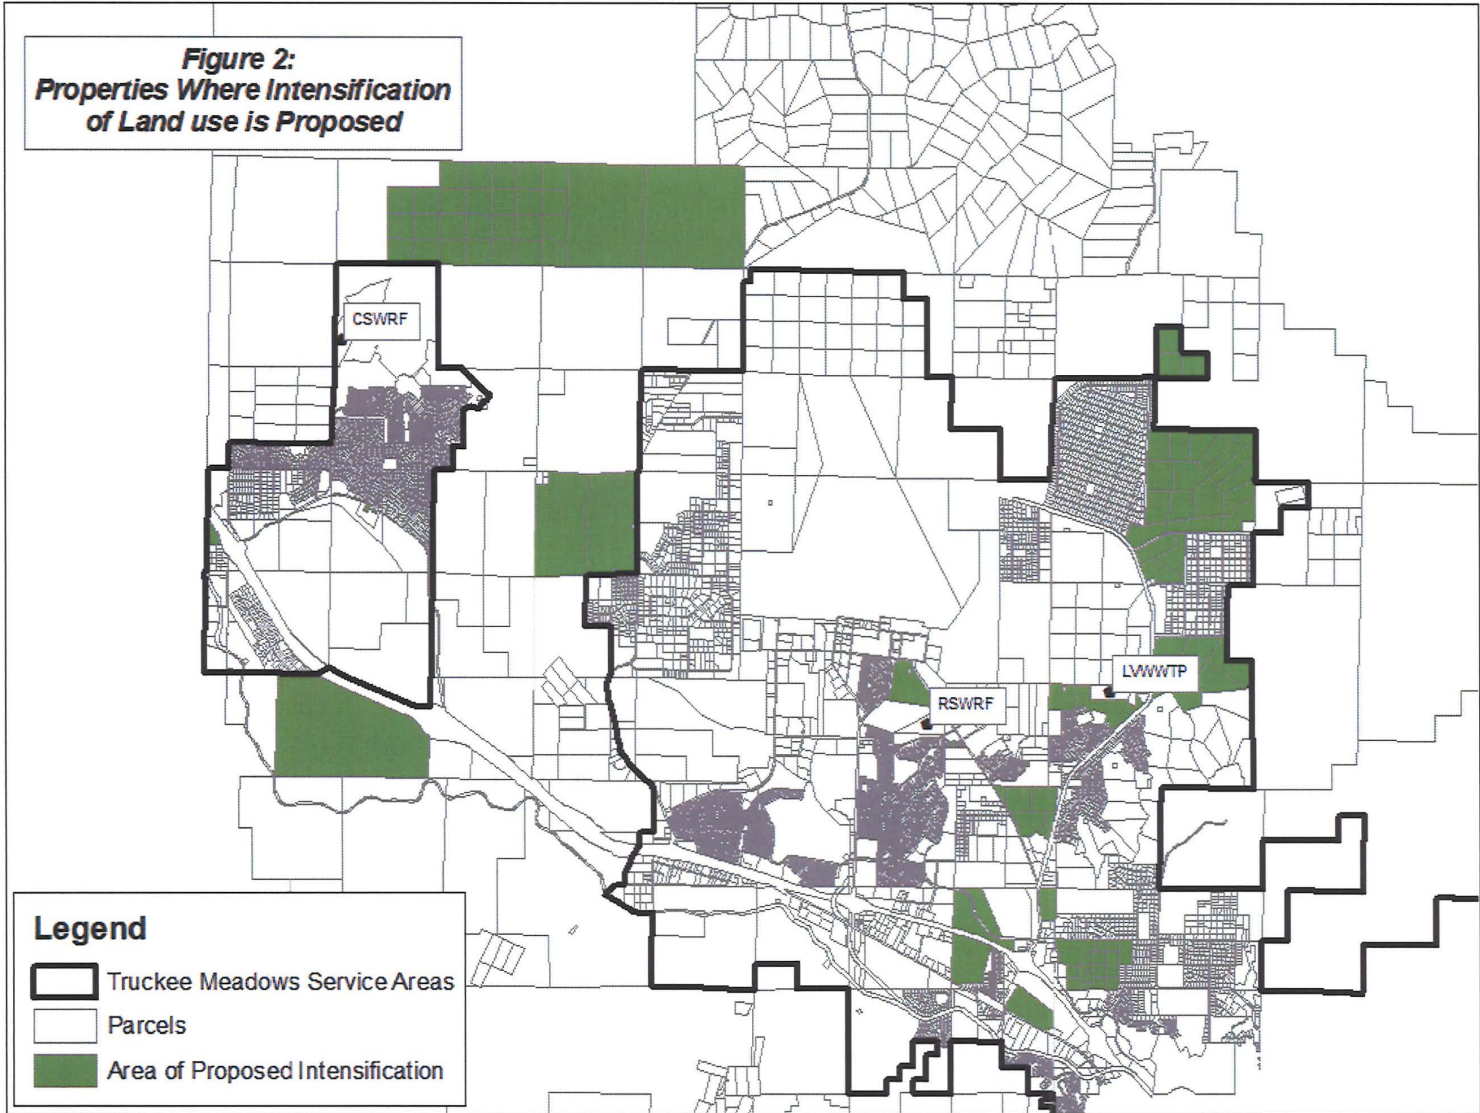 Figure 2:
Properties Where Intensification
of Land use is Proposed
CSWRF
LVWWTP
RSWRF
Legend
Truckee Meadows Service Areas
Parcels
Area of Proposed Intensification